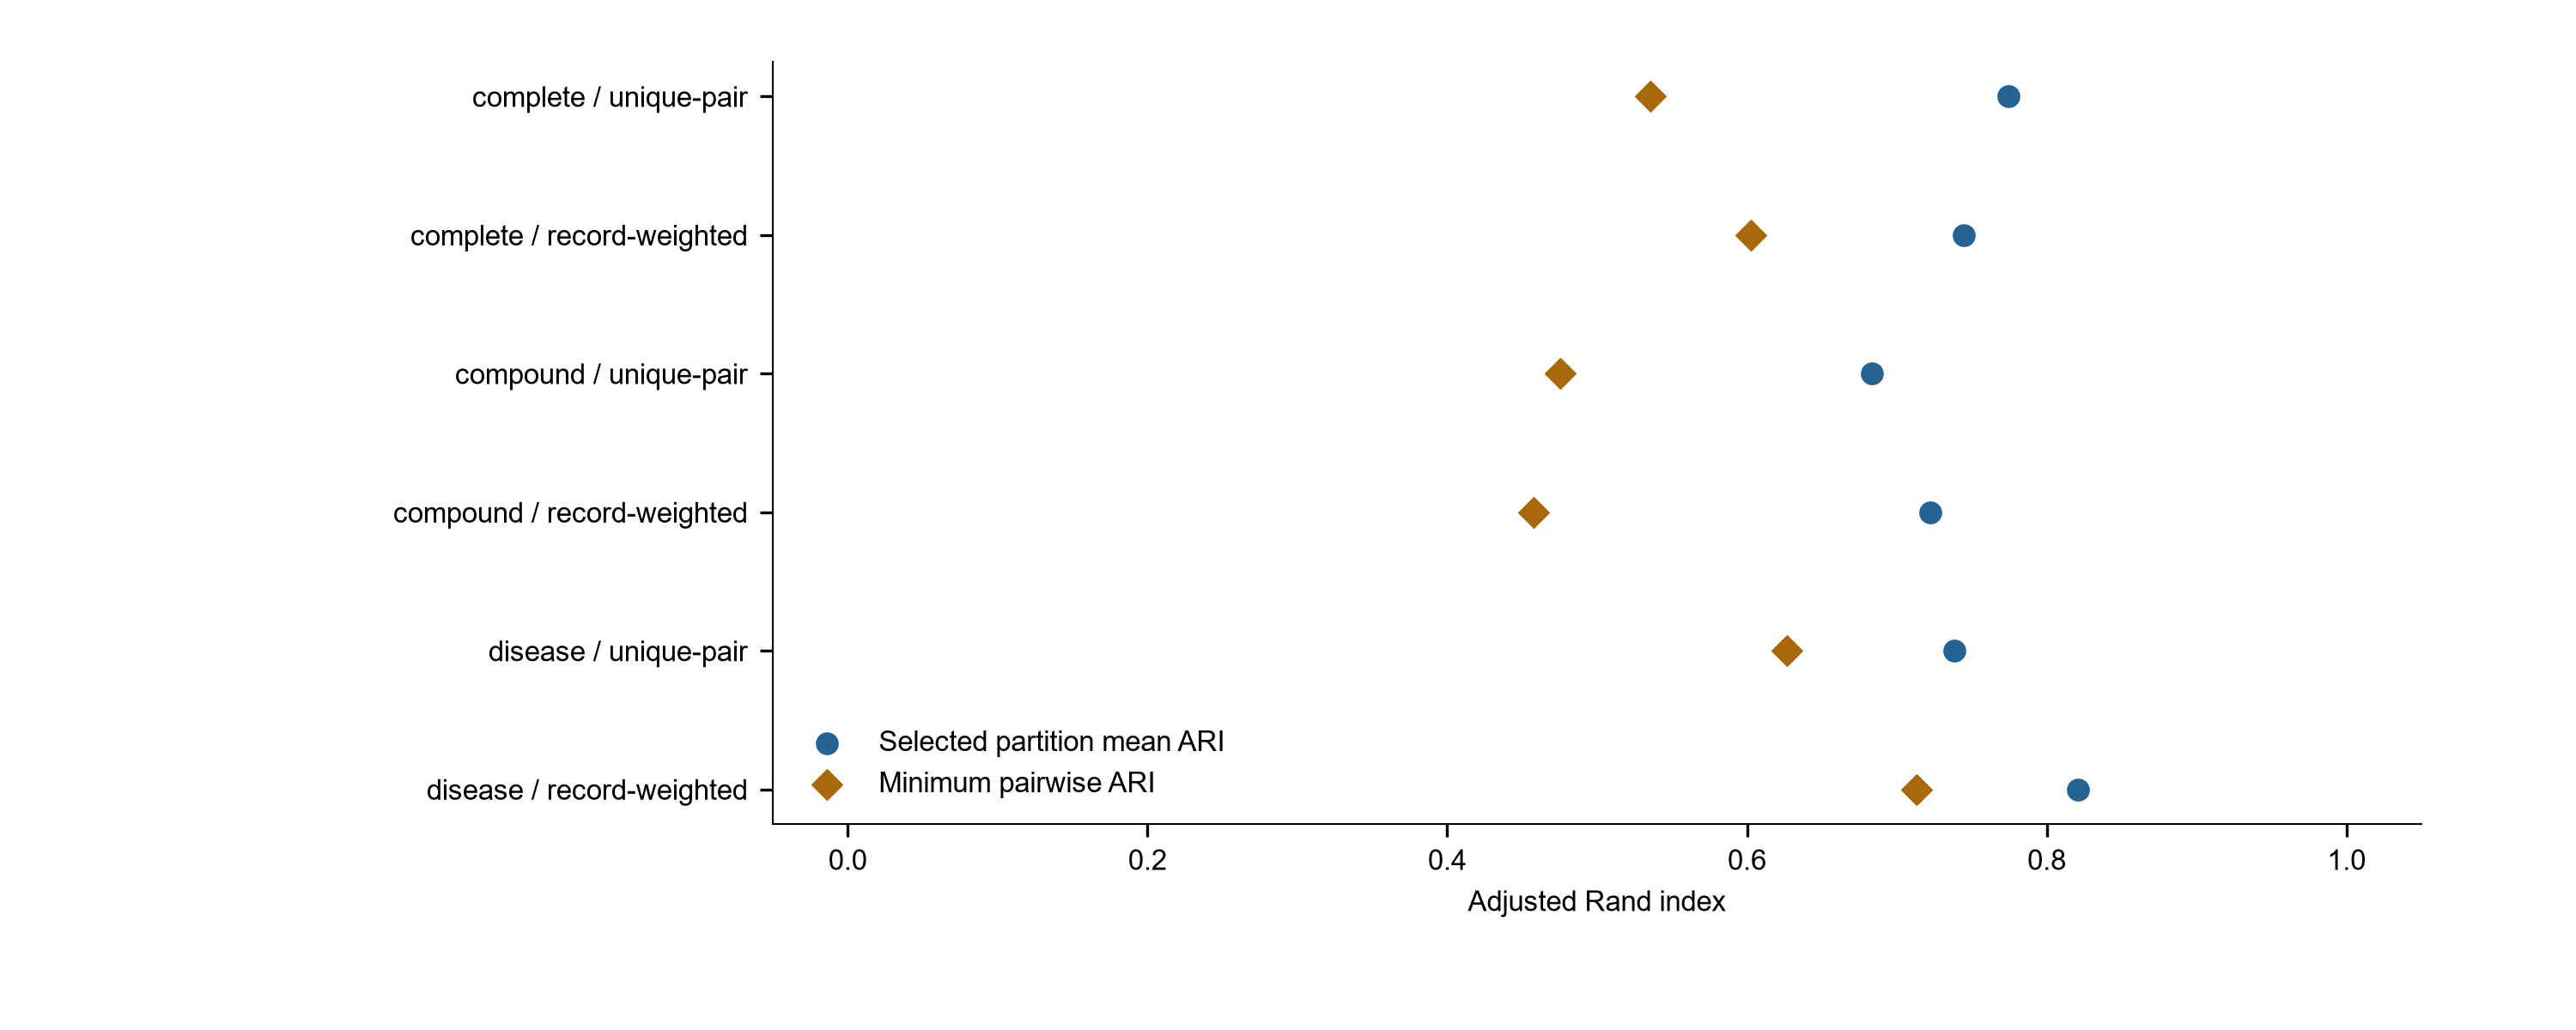 complete / unique-pair
complete / record-weighted
compound / unique-pair
compound / record-weighted
disease / unique-pair
disease / record-weighted
Selected partition mean ARI
Minimum pairwise ARI
0.0 0.2 0.4 0.6 0.8 1.0
Adjusted Rand index